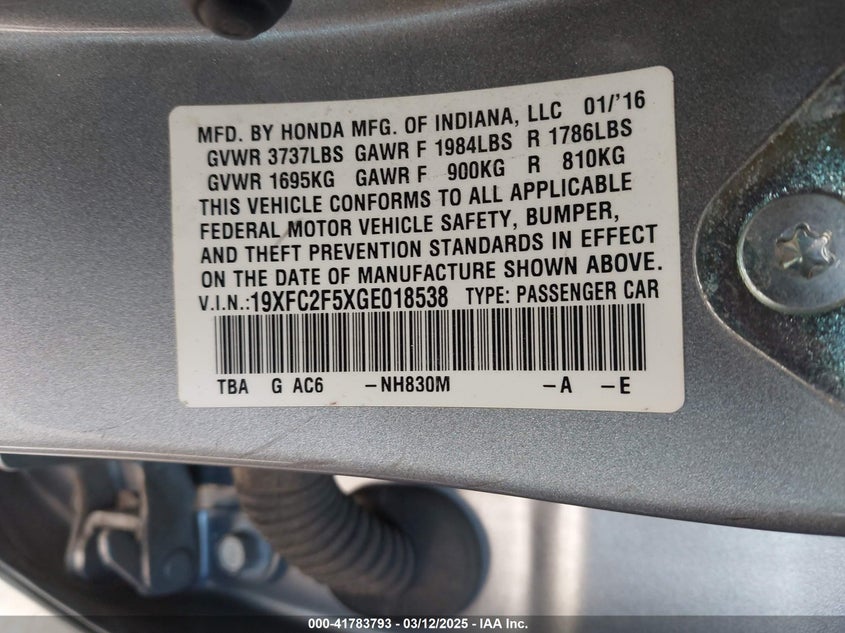 MFD. BY HONDA MFG. OF INDIANA, LLC 01/'16
GVWR 3737LBS GAWR F 1984LBS R 1786LBS
GVWR 1695KG GAWR F 900KG R 810KG
THIS VEHICLE CONFORMS TO ALL APPLICABLE
FEDERAL MOTOR VEHICLE SAFETY, BUMPER,
AND THEFT PREVENTION STANDARDS IN EFFECT
ON THE DATE OF MANUFACTURE SHOWN ABOVE.
V.I.N.:19XFC2F5XGE018538 TYPE: PASSENGER CAR
TBA G AC6 -NH830M -A -E
000-41783793 - 03/12/2025 - IAA Inc.